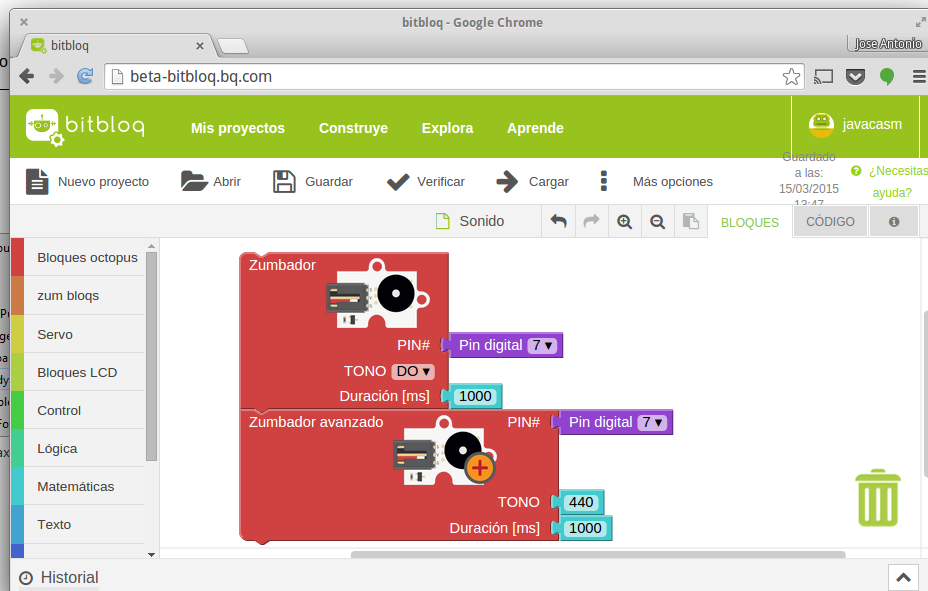 bitbloq - Google Chrome
bitbloq
Jose Antonio
beta-bitbloq.bq.com
bitbloq
Mis proyectos
Construye
Explora
Aprende
javacasm
Nuevo proyecto
Abrir
Guardar
Verificar
Cargar
Más opciones
Guardado
a las:
15/03/2015
13:47
¿Necesitas
ayuda?
Sonido
BLOQUES
CÓDIGO
Bloques octopus
zum bloqs
Servo
Bloques LCD
Control
Lógica
Matemáticas
Texto
Zumbador
PIN# Pin digital 7
TONO DO
Duración [ms] 1000
Zumbador avanzado PIN# Pin digital 7
TONO 440
Duración [ms] 1000
Historial